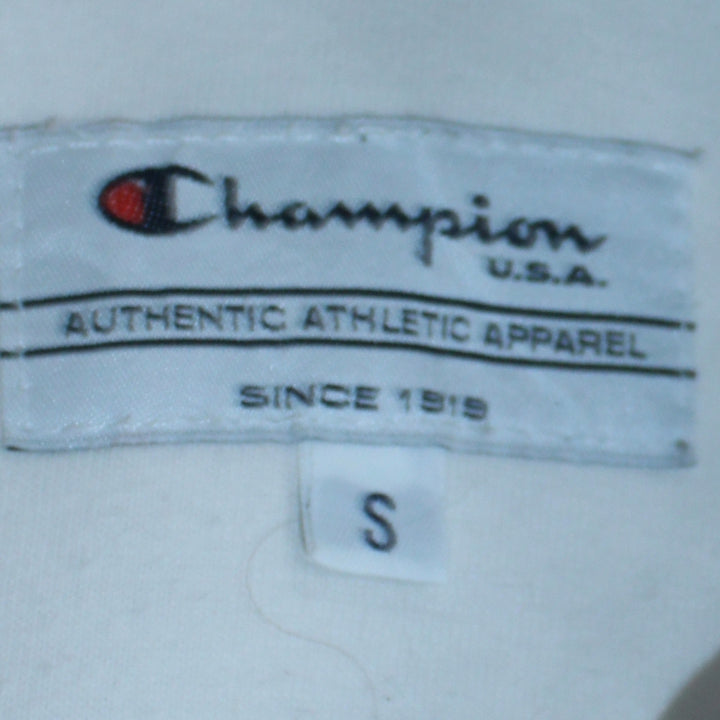 Champion
U.S.A.
AUTHENTIC ATHLETIC APPAREL
SINCE 1919
S